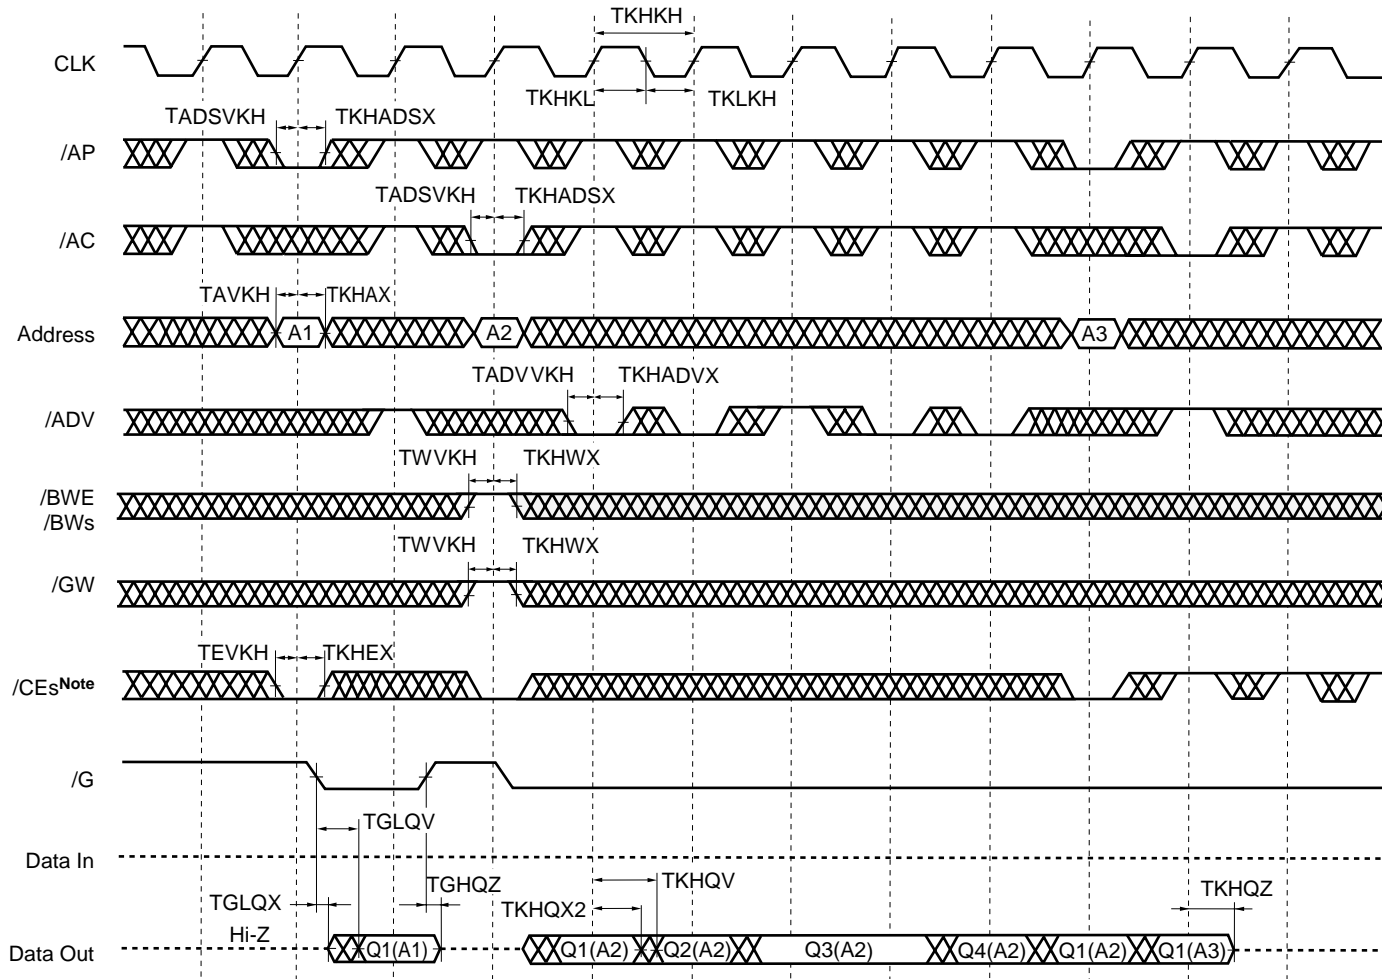 TKHKH
CLK
TKHKL TKLKH
TADSVKH TKHADSX
/AP
TADSVKH TKHADSX
/AC
TAVKH TKHAX
Address A1 A2 A3
TADVVKH TKHADVX
/ADV
TWVKH TKHWX
/BWE
/BWs
TWVKH TKHWX
/GW
TEVKH TKHEX
/CEsNote
/G
TGLQV
Data In
TGHQZ TKHQV TKHQZ
TGLQX TKHQX2
Hi-Z
Data Out Q1(A1) Q1(A2) Q2(A2) Q3(A2) Q4(A2) Q1(A2) Q1(A3)